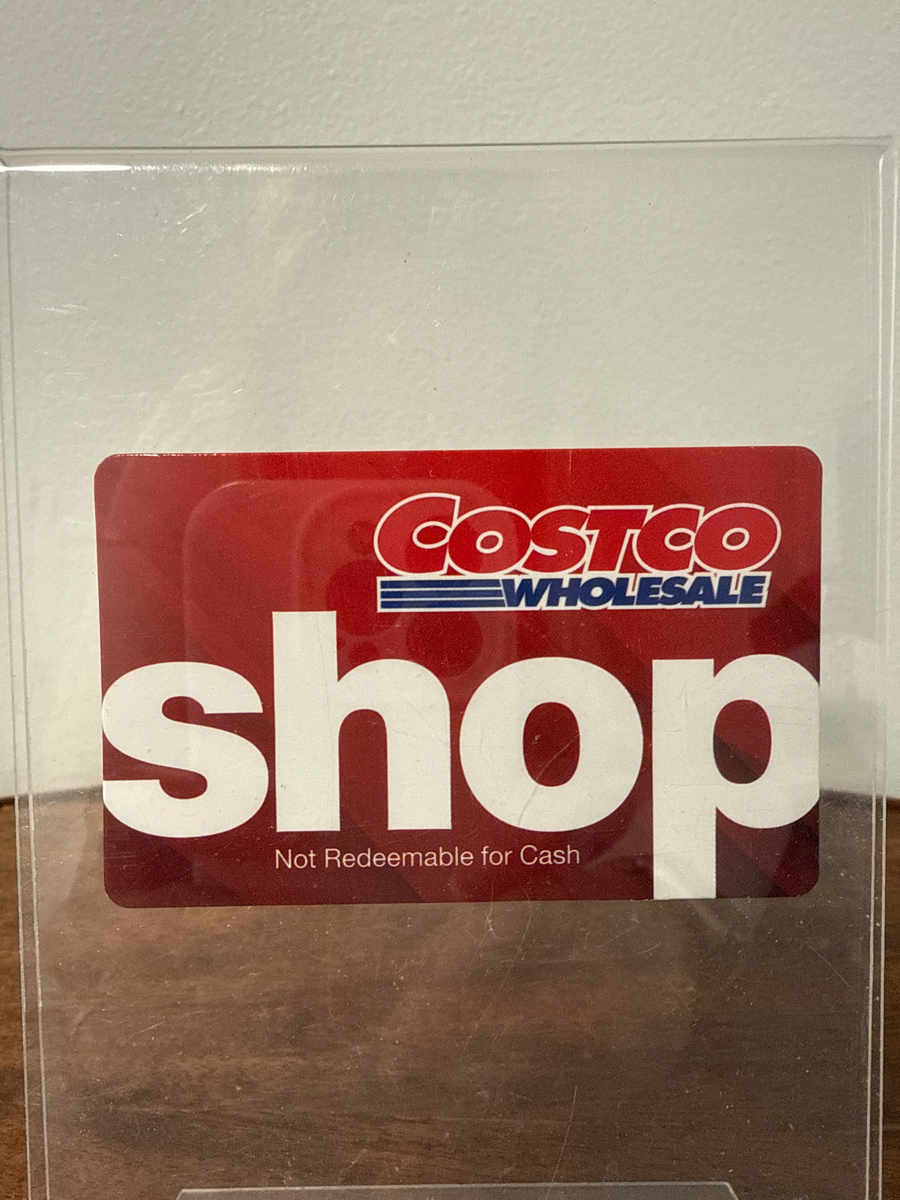 COSTCO
WHOLESALE
shop
Not Redeemable for Cash